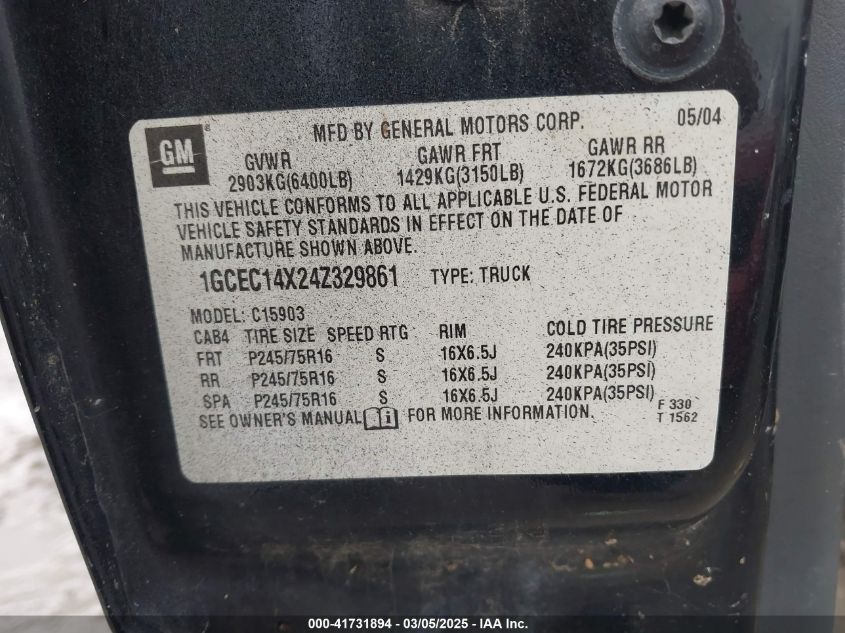 GM
MFD BY GENERAL MOTORS CORP. 05/04
GVWR GAWR FRT GAWR RR
2903KG(6400LB) 1429KG(3150LB) 1672KG(3686LB)
THIS VEHICLE CONFORMS TO ALL APPLICABLE U.S. FEDERAL MOTOR
VEHICLE SAFETY STANDARDS IN EFFECT ON THE DATE OF
MANUFACTURE SHOWN ABOVE.
1GCEC14X24Z329861 TYPE: TRUCK
MODEL: C15903
CAB4 TIRE SIZE SPEED RTG RIM COLD TIRE PRESSURE
FRT P245/75R16 S 16X6.5J 240KPA(35PSI)
RR P245/75R16 S 16X6.5J 240KPA(35PSI)
SPA P245/75R16 S 16X6.5J 240KPA(35PSI)
SEE OWNER'S MANUAL FOR MORE INFORMATION.
F 330
T 1562
000-41731894 - 03/05/2025 - IAA Inc.